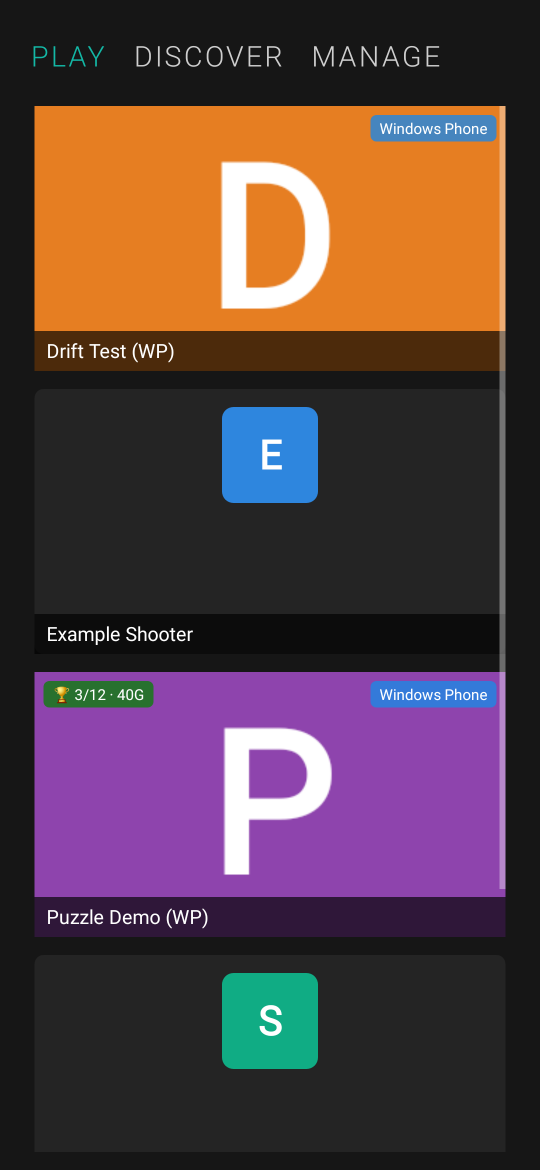 PLAY DISCOVER MANAGE
Windows Phone
D
Drift Test (WP)
E
Example Shooter
🏆 3/12 · 40G Windows Phone
P
Puzzle Demo (WP)
S